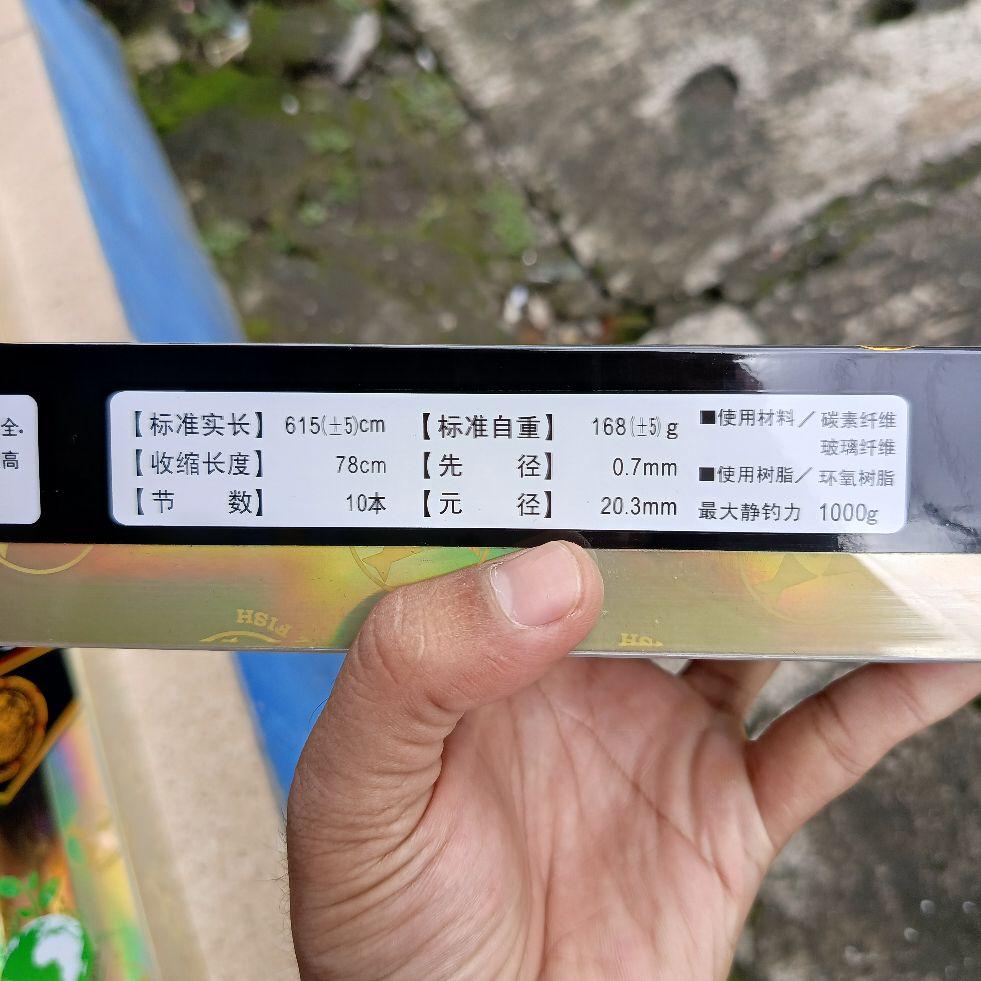 全.
高
【标准实长】 615(±5)cm 【标准自重】 168(±5)g ■使用材料／碳素纤维
玻璃纤维
【收缩长度】 78cm 【先 径】 0.7mm ■使用树脂／环氧树脂
【节 数】 10本 【元 径】 20.3mm 最大静钓力 1000g
FISH